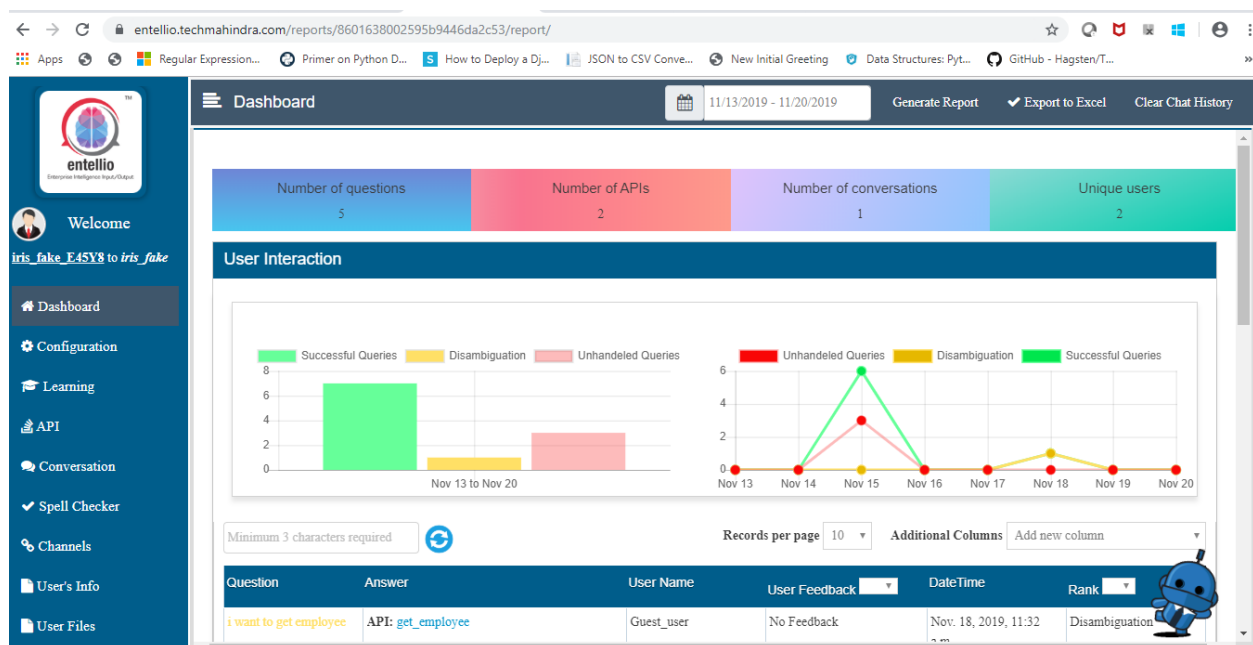 entellio.techmahindra.com/reports/8601638002595b9446da2c53/report/
Apps Regular Expression... Primer on Python D... S How to Deploy a Dj... JSON to CSV Conve... New Initial Greeting Data Structures: Pyt... GitHub - Hagsten/T... »
TM
entellio
Enterprise Intelligence Input/Output
Welcome
iris_fake_E45Y8 to iris_fake
Dashboard
Configuration
Learning
API
Conversation
Spell Checker
Channels
User's Info
User Files
Dashboard 11/13/2019 - 11/20/2019 Generate Report Export to Excel Clear Chat History
Number of questions Number of APIs Number of conversations Unique users
5 2 1 2
User Interaction
Successful Queries Disambiguation Unhandeled Queries
8
6
4
2
0
Nov 13 to Nov 20
Unhandeled Queries Disambiguation Successful Queries
6
4
2
0
Nov 13 Nov 14 Nov 15 Nov 16 Nov 17 Nov 18 Nov 19 Nov 20
Minimum 3 characters required Records per page 10 Additional Columns Add new column
Question Answer User Name User Feedback DateTime Rank
i want to get employee API: get_employee Guest_user No Feedback Nov. 18, 2019, 11:32 Disambiguation